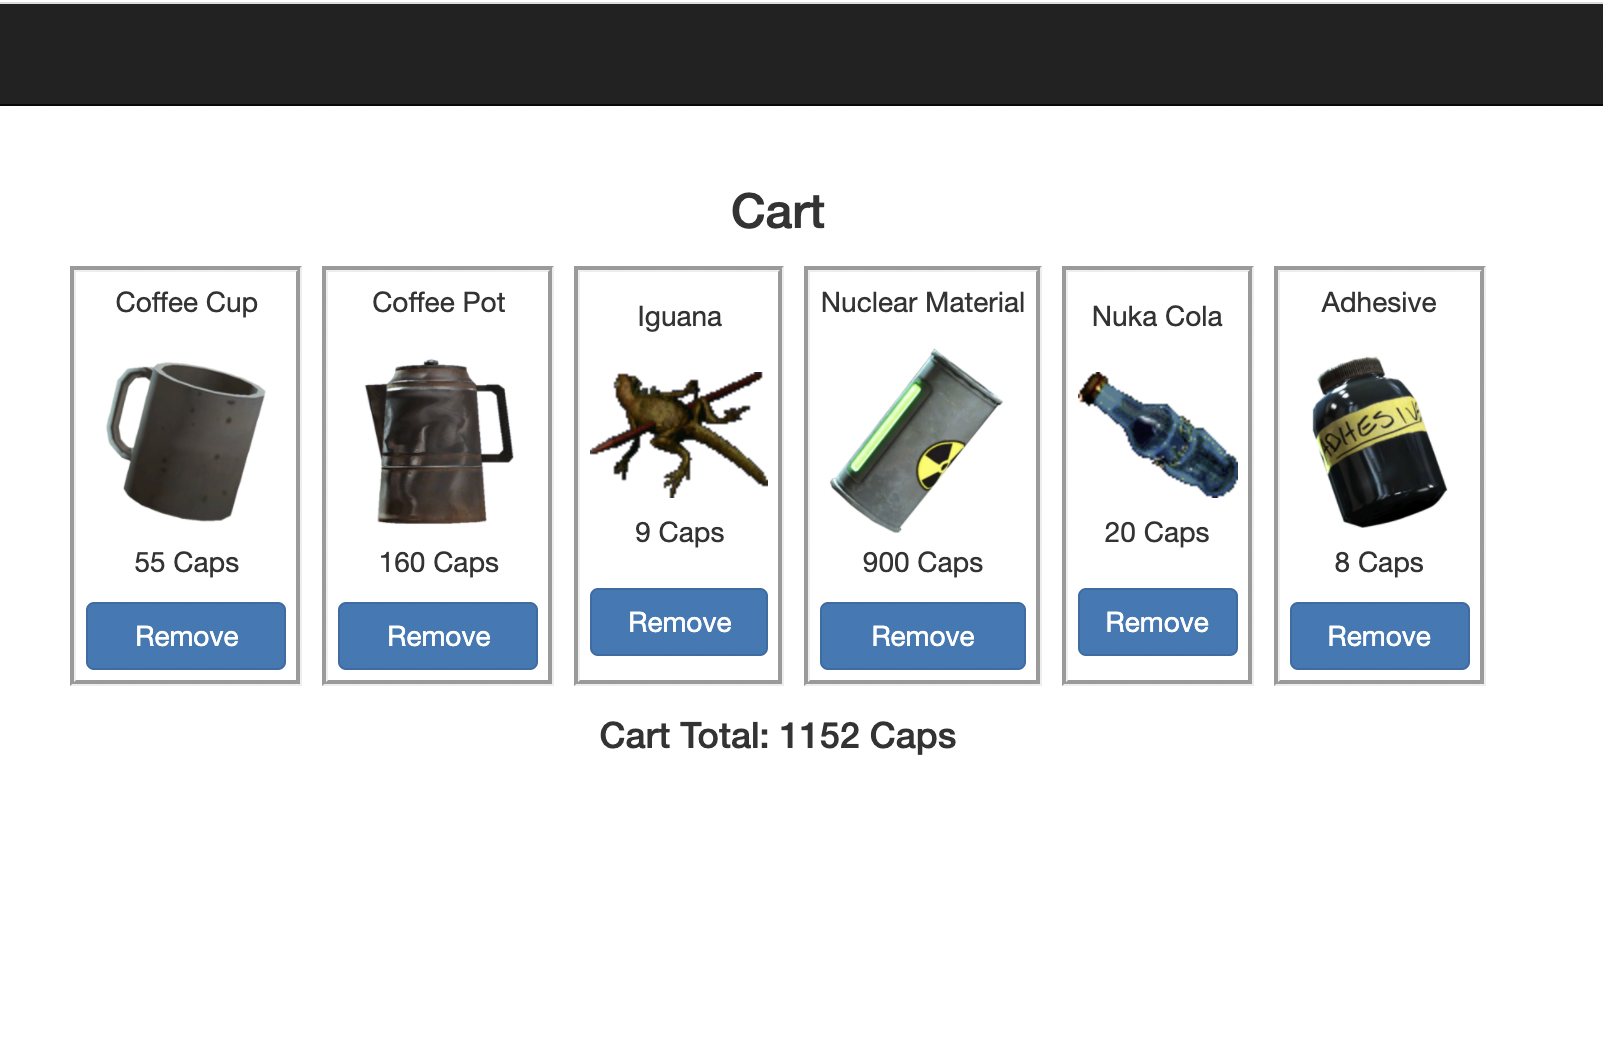 Cart
Coffee Cup
55 Caps
Remove
Coffee Pot
160 Caps
Remove
Iguana
9 Caps
Remove
Nuclear Material
900 Caps
Remove
Nuka Cola
20 Caps
Remove
Adhesive
ADHESIVE
8 Caps
Remove
Cart Total: 1152 Caps